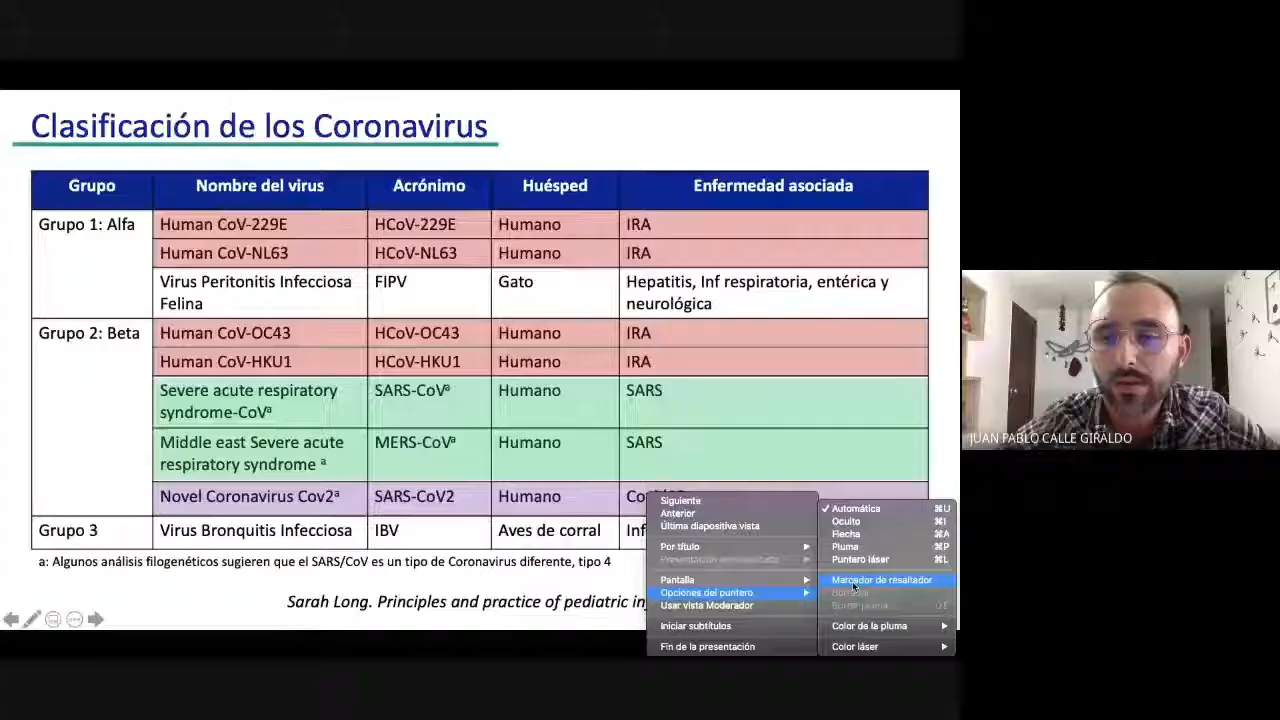 Clasificación de los Coronavirus
Grupo Nombre del virus Acrónimo Huésped Enfermedad asociada
Grupo 1: Alfa Human CoV-229E HCoV-229E Humano IRA
Human CoV-NL63 HCoV-NL63 Humano IRA
Virus Peritonitis Infecciosa FIPV Gato Hepatitis, Inf respiratoria, entérica y
Felina neurológica
Grupo 2: Beta Human CoV-OC43 HCoV-OC43 Humano IRA
Human CoV-HKU1 HCoV-HKU1 Humano IRA
Severe acute respiratory SARS-CoVª Humano SARS
syndrome-CoVª
Middle east Severe acute MERS-CoVª Humano SARS
respiratory syndrome ª
Novel Coronavirus Cov2ª SARS-CoV2 Humano
Grupo 3 Virus Bronquitis Infecciosa IBV Aves de corral
a: Algunos análisis filogenéticos sugieren que el SARS/CoV es un tipo de Coronavirus diferente, tipo 4
Sarah Long. Principles and practice of pediatric
Siguiente
Anterior
Última diapositiva vista
Por título
Pantalla
Opciones del puntero
Usar vista Moderador
Iniciar subtítulos
Fin de la presentación
✓ Automática ⌘U
Oculto ⌘I
Flecha ⌘A
Pluma ⌘P
Puntero láser ⌘L
Marcador de resaltador
Borrar pluma ⇧E
Color de la pluma
Color láser
JUAN PABLO CALLE GIRALDO